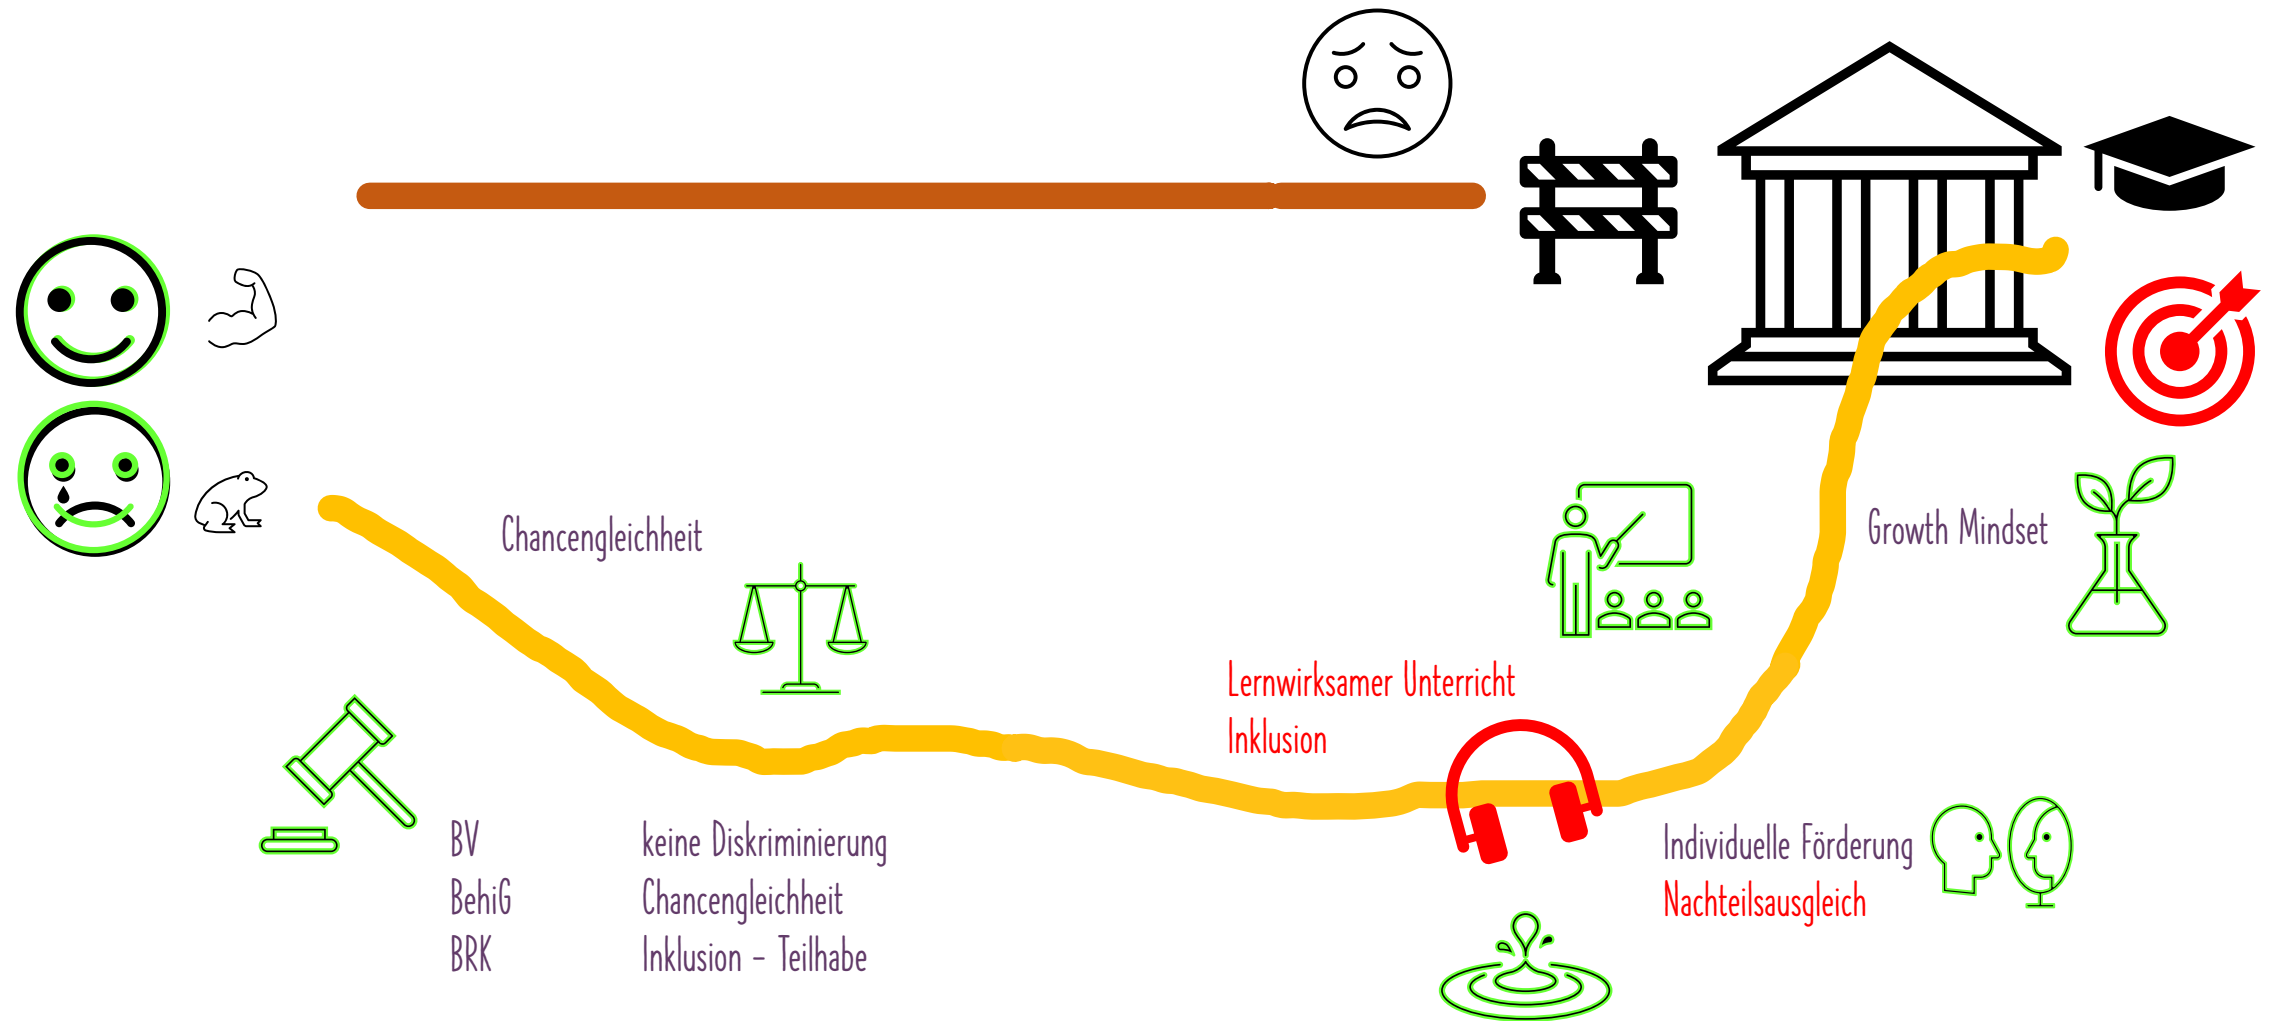 Chancengleichheit
Growth Mindset
Lernwirksamer Unterricht
Inklusion
BV keine Diskriminierung
BehiG Chancengleichheit
BRK Inklusion – Teilhabe
Individuelle Förderung
Nachteilsausgleich